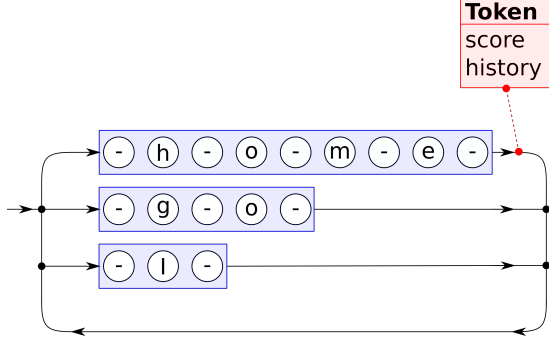 Token
score
history
- h - o - m - e -
- g - o -
- I -